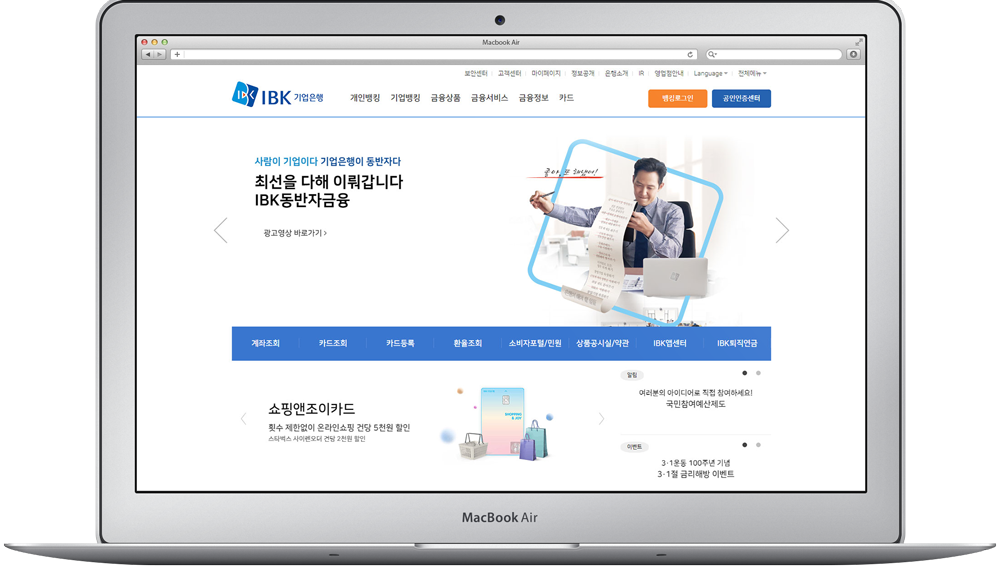 Macbook Air
보안센터 고객센터 마이페이지 정보공개 은행소개 IR 영업점안내 Language 전체메뉴
IBK 기업은행 개인뱅킹 기업뱅킹 금융상품 금융서비스 금융정보 카드 뱅킹로그인 공인인증센터
사람이 기업이다 기업은행이 동반자다
최선을 다해 이뤄갑니다
IBK동반자금융
광고영상 바로가기 >
계좌조회 카드조회 카드등록 환율조회 소비자포털/민원 상품공시실/약관 IBK앱센터 IBK퇴직연금
쇼핑앤조이카드
횟수 제한없이 온라인쇼핑 건당 5천원 할인
스타벅스 사이렌오더 건당 2천원 할인
SHOPPING
& JOY
알림
여러분의 아이디어로 직접 참여하세요!
국민참여예산제도
이벤트
3·1운동 100주년 기념
3·1절 금리해방 이벤트
MacBook Air